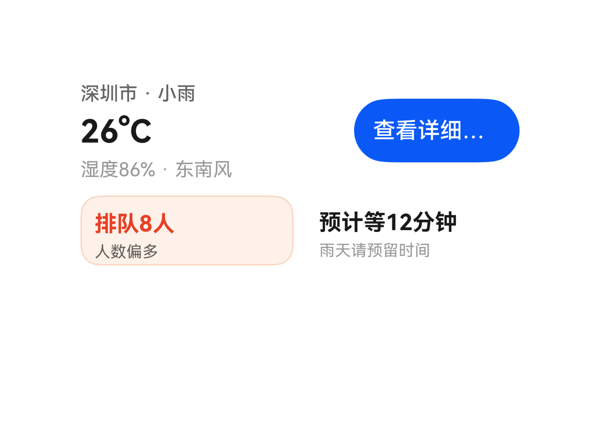 深圳市 · 小雨
26°C
湿度86% · 东南风
查看详细...
排队8人
人数偏多
预计等12分钟
雨天请预留时间